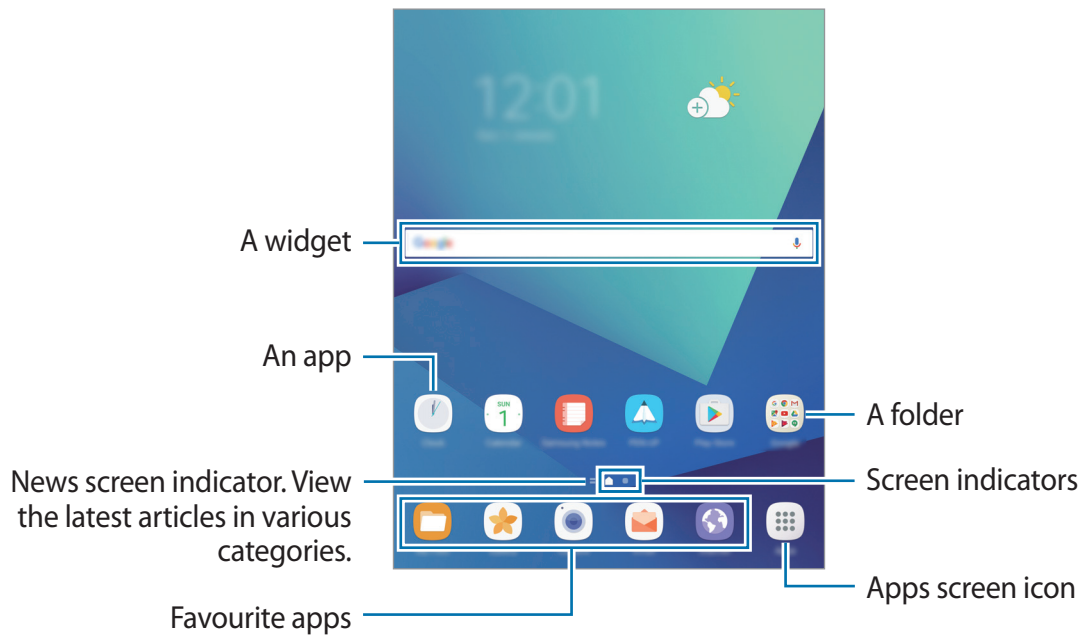 12:01
A widget
Google
An app
SUN
1
A folder
News screen indicator. View
the latest articles in various
categories.
Screen indicators
Apps screen icon
Favourite apps